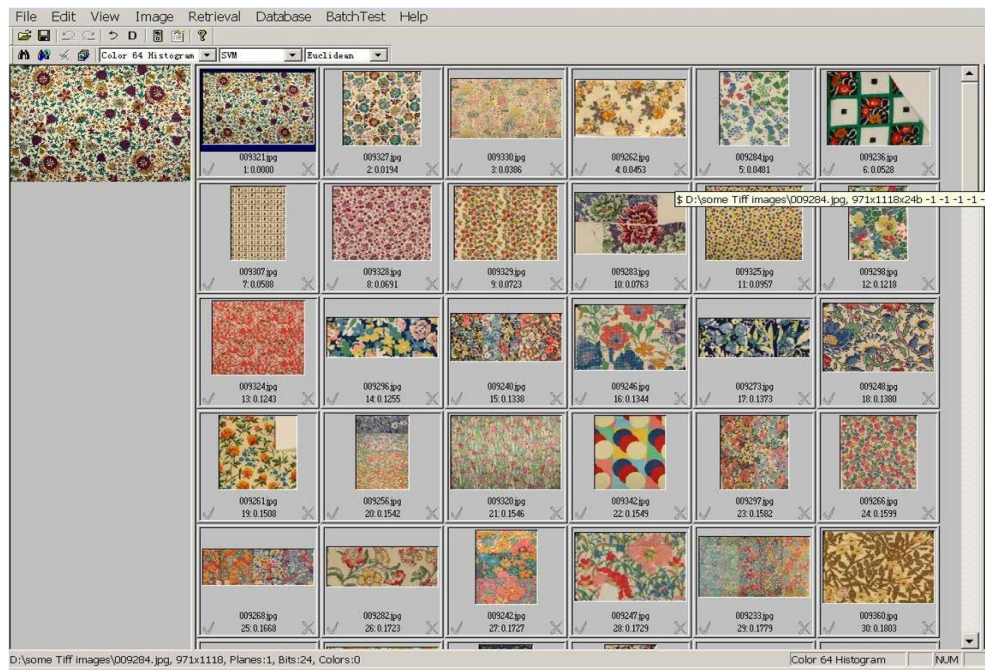 File Edit View Image Retrieval Database BatchTest Help
D
Color 64 Histogram SVM Euclidean
009321.jpg 009327.jpg 009330.jpg 009262.jpg 009284.jpg 009236.jpg
1: 0.0000 2: 0.0194 3: 0.0386 4: 0.0453 5: 0.0481 6: 0.0528
$ D:\some Tiff images\009284.jpg, 971x1118x24b -1 -1 -1 -1 -
009307.jpg 009328.jpg 009329.jpg 009283.jpg 009325.jpg 009298.jpg
7: 0.0588 8: 0.0691 9: 0.0723 10: 0.0763 11: 0.0957 12: 0.1218
009324.jpg 009296.jpg 009240.jpg 009246.jpg 009273.jpg 009248.jpg
13: 0.1243 14: 0.1255 15: 0.1338 16: 0.1344 17: 0.1373 18: 0.1380
009261.jpg 009256.jpg 009320.jpg 009342.jpg 009297.jpg 009266.jpg
19: 0.1508 20: 0.1542 21: 0.1546 22: 0.1549 23: 0.1582 24: 0.1599
009268.jpg 009282.jpg 009242.jpg 009247.jpg 009233.jpg 009360.jpg
25: 0.1668 26: 0.1723 27: 0.1727 28: 0.1729 29: 0.1779 30: 0.1803
D:\some Tiff images\009284.jpg, 971x1118, Planes:1, Bits:24, Colors:0 Color 64 Histogram NUM